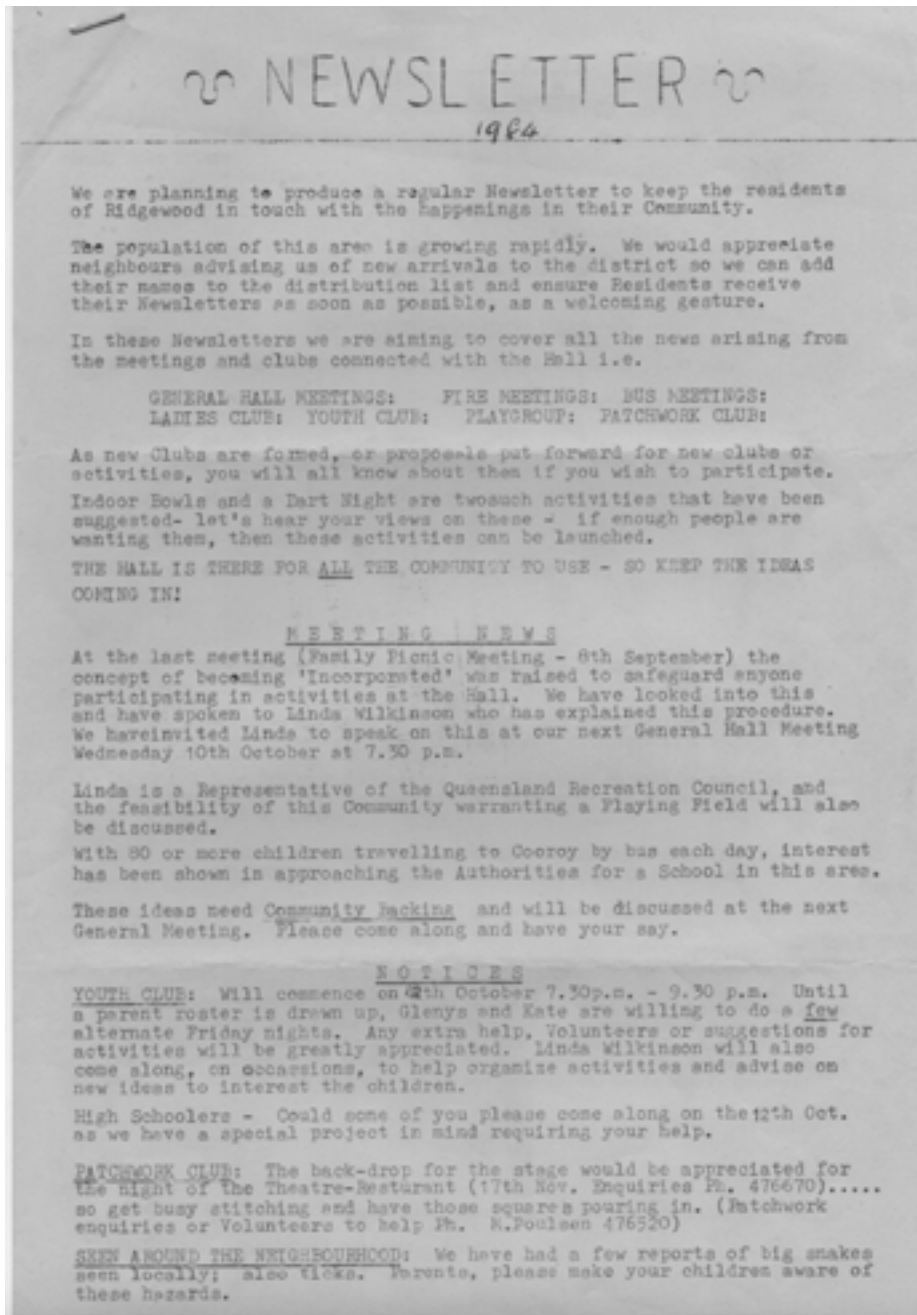 NEWSLETTER
1984
We are planning to produce a regular Newsletter to keep the residents
of Ridgewood in touch with the happenings in their Community.
The population of this area is growing rapidly. We would appreciate
neighbours advising us of new arrivals to the district so we can add
their names to the distribution list and ensure Residents receive
their Newsletters as soon as possible, as a welcoming gesture.
In these Newsletters we are aiming to cover all the news arising from
the meetings and clubs connected with the Hall i.e.
GENERAL HALL MEETINGS: FIRE MEETINGS: BUS MEETINGS:
LADIES CLUB: YOUTH CLUB: PLAYGROUP: PATCHWORK CLUB:
As new Clubs are formed, or proposals put forward for new clubs or
activities, you will all know about them if you wish to participate.
Indoor Bowls and a Dart Night are twosuch activities that have been
suggested- let's hear your views on these - if enough people are
wanting them, then these activities can be launched.
THE HALL IS THERE FOR ALL THE COMMUNITY TO USE - SO KEEP THE IDEAS
COMING IN!
MEETING NEWS
At the last meeting (Family Picnic Meeting - 8th September) the
concept of becoming 'Incorporated' was raised to safeguard anyone
participating in activities at the Hall. We have looked into this
and have spoken to Linda Wilkinson who has explained this procedure.
We haveinvited Linda to speak on this at our next General Hall Meeting
Wednesday 10th October at 7.30 p.m.
Linda is a Representative of the Queensland Recreation Council, and
the feasibility of this Community warranting a Playing Field will also
be discussed.
With 80 or more children travelling to Cooroy by bus each day, interest
has been shown in approaching the Authorities for a School in this area.
These ideas need Community Backing and will be discussed at the next
General Meeting. Please come along and have your say.
NOTICES
YOUTH CLUB: Will commence on October 7.30p.m. - 9.30 p.m. Until
a parent roster is drawn up, Glenys and Kate are willing to do a few
alternate Friday nights. Any extra help, Volunteers or suggestions for
activities will be greatly appreciated. Linda Wilkinson will also
come along, on occassions, to help organize activities and advise on
new ideas to interest the children.
High Schoolers - Could some of you please come along on the 12th Oct.
as we have a special project in mind requiring your help.
PATCHWORK CLUB: The back-drop for the stage would be appreciated for
the night of the Theatre-Resturant (17th Nov. Enquiries Ph. 476670).....
so get busy stitching and have those squares pouring in. (Patchwork
enquiries or Volunteers to help Ph. M.Poulsen 476520)
SEEN AROUND THE NEIGHBOURHOOD: We have had a few reports of big snakes
seen locally; also ticks. Parents, please make your children aware of
these hazards.